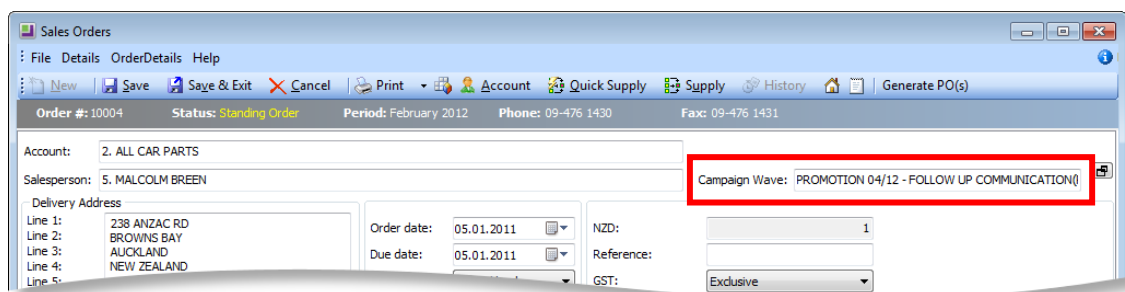 Sales Orders
File Details OrderDetails Help
New Save Save & Exit Cancel Print Account Quick Supply Supply History Generate PO(s)
Order #: 10004 Status: Standing Order Period: February 2012 Phone: 09-476 1430 Fax: 09-476 1431
Account: 2. ALL CAR PARTS
Salesperson: 5. MALCOLM BREEN Campaign Wave: PROMOTION 04/12 - FOLLOW UP COMMUNICATION(
Delivery Address
Line 1: 238 ANZAC RD Order date: 05.01.2011 NZD: 1
Line 2: BROWNS BAY
Line 3: AUCKLAND Due date: 05.01.2011 Reference:
Line 4: NEW ZEALAND
Line 5: GST: Exclusive